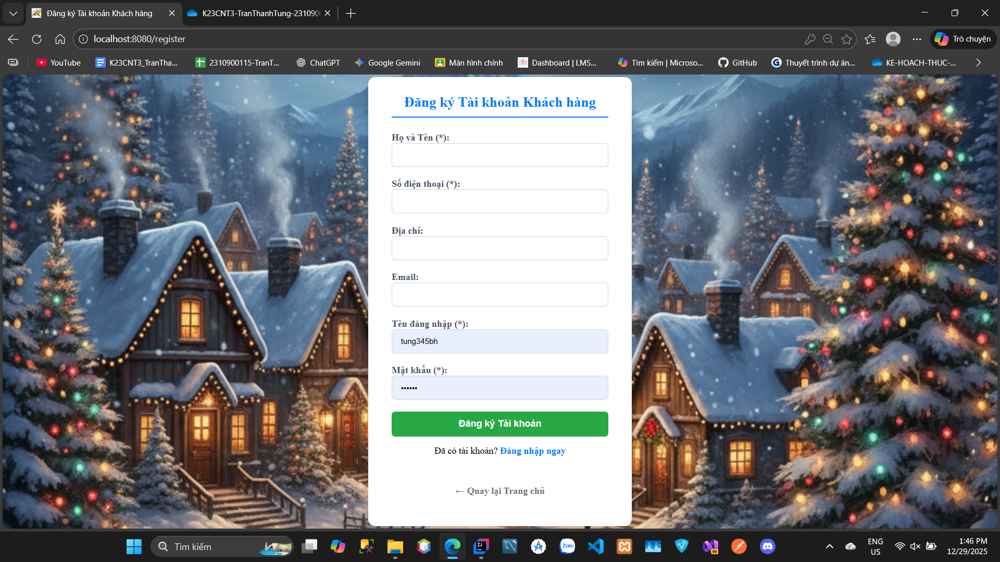 Đăng ký Tài khoản Khách hàng
K23CNT3-TranThanhTung-231090
localhost:8080/register
Trò chuyện
YouTube
K23CNT3_TranTha...
2310900115-TranT...
ChatGPT
Google Gemini
Màn hình chính
Dashboard | LMS...
Tìm kiếm | Microso...
GitHub
Thuyết trình dự án...
KE-HOACH-THUC-...
Đăng ký Tài khoản Khách hàng
Họ và Tên (*):
Số điện thoại (*):
Địa chỉ:
Email:
Tên đăng nhập (*):
tung345bh
Mật khẩu (*):
••••••
Đăng ký Tài khoản
Đã có tài khoản? Đăng nhập ngay
← Quay lại Trang chủ
Tìm kiếm
IJ
Zalo
IN
ENG
US
1:46 PM
12/29/2025